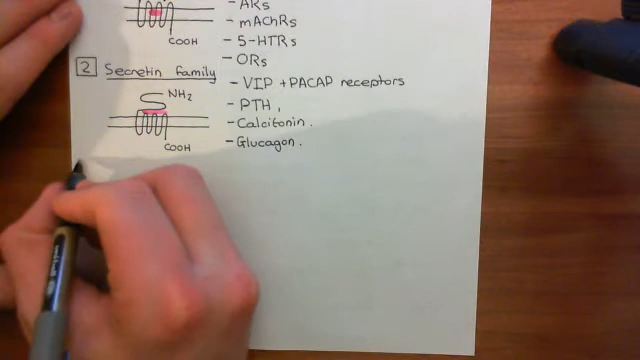 - ARs
- mAChRs
COOH
- 5-HTRs
- ORs
2 Secretin family
- VIP + PACAP receptors
NH2
- PTH,
- Calcitonin.
COOH
- Glucagon.